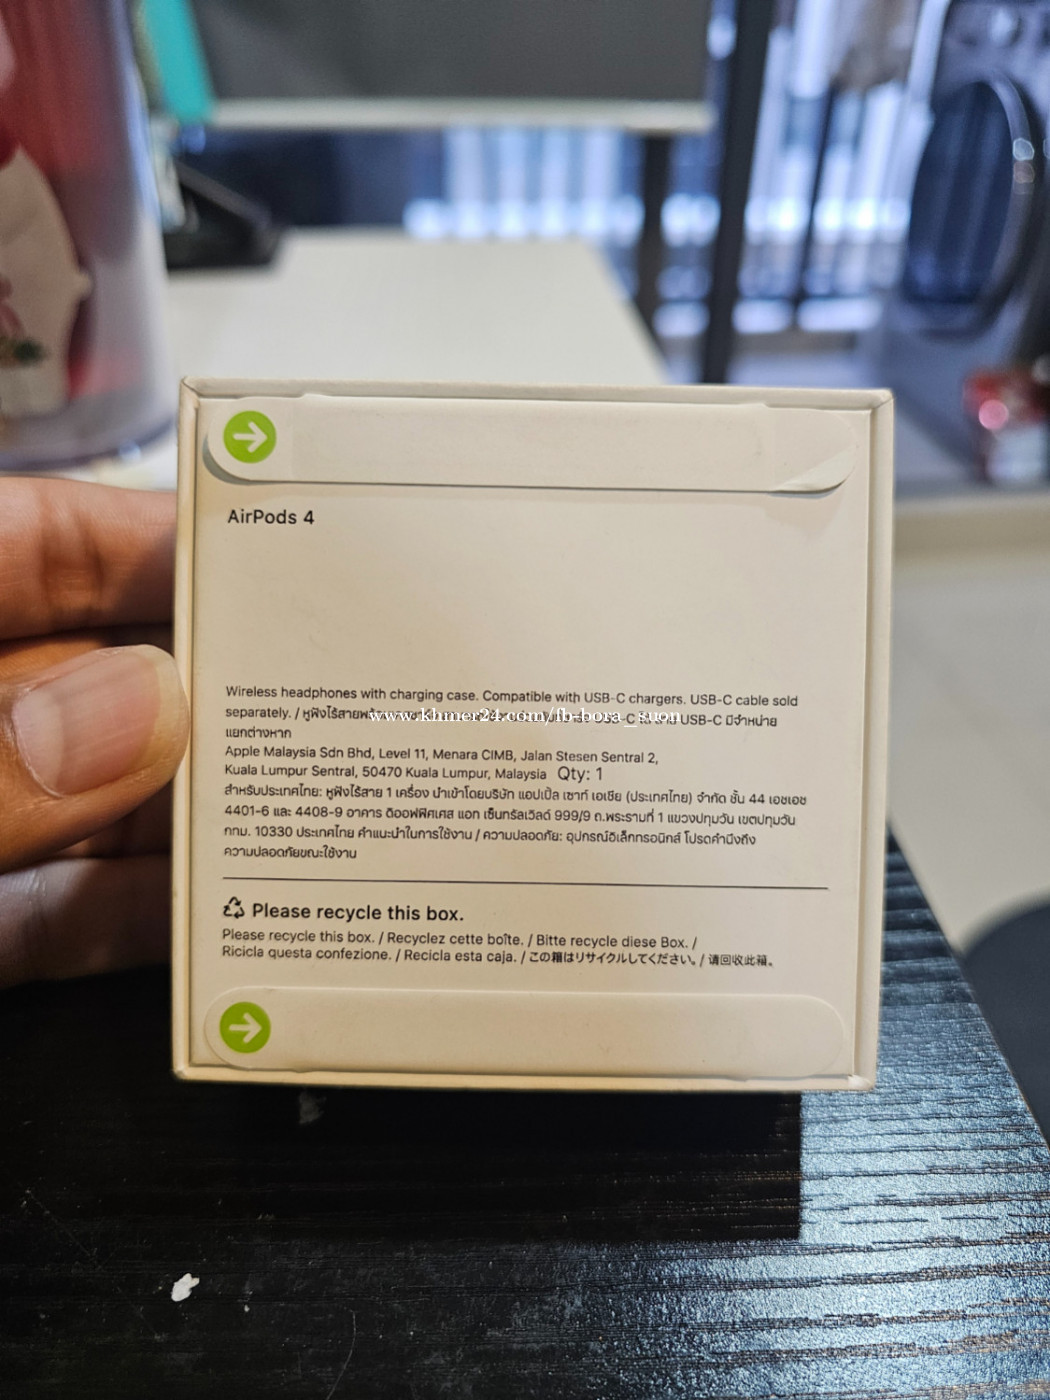 AirPods 4
Wireless headphones with charging case. Compatible with USB-C chargers. USB-C cable sold
separately. / หูฟังไร้สายพร้อม USB-C มีจำหน่าย
www.khmer24.com/fb-bora_suon
แยกต่างหาก
Apple Malaysia Sdn Bhd, Level 11, Menara CIMB, Jalan Stesen Sentral 2,
Kuala Lumpur Sentral, 50470 Kuala Lumpur, Malaysia Qty: 1
สำหรับประเทศไทย: หูฟังไร้สาย 1 เครื่อง นำเข้าโดยบริษัท แอปเปิ้ล เซาท์ เอเชีย (ประเทศไทย) จำกัด ชั้น 44 เอชเอช
4401-6 และ 4408-9 อาคาร ดิออฟฟิศเศส แอท เซ็นทรัลเวิลด์ 999/9 ถ.พระรามที่ 1 แขวงปทุมวัน เขตปทุมวัน
กทม. 10330 ประเทศไทย คำแนะนำในการใช้งาน / ความปลอดภัย: อุปกรณ์อิเล็กทรอนิกส์ โปรดคำนึงถึง
ความปลอดภัยขณะใช้งาน
Please recycle this box.
Please recycle this box. / Recyclez cette boîte. / Bitte recycle diese Box. /
Ricicla questa confezione. / Recicla esta caja. / この箱はリサイクルしてください。/ 请回收此箱。